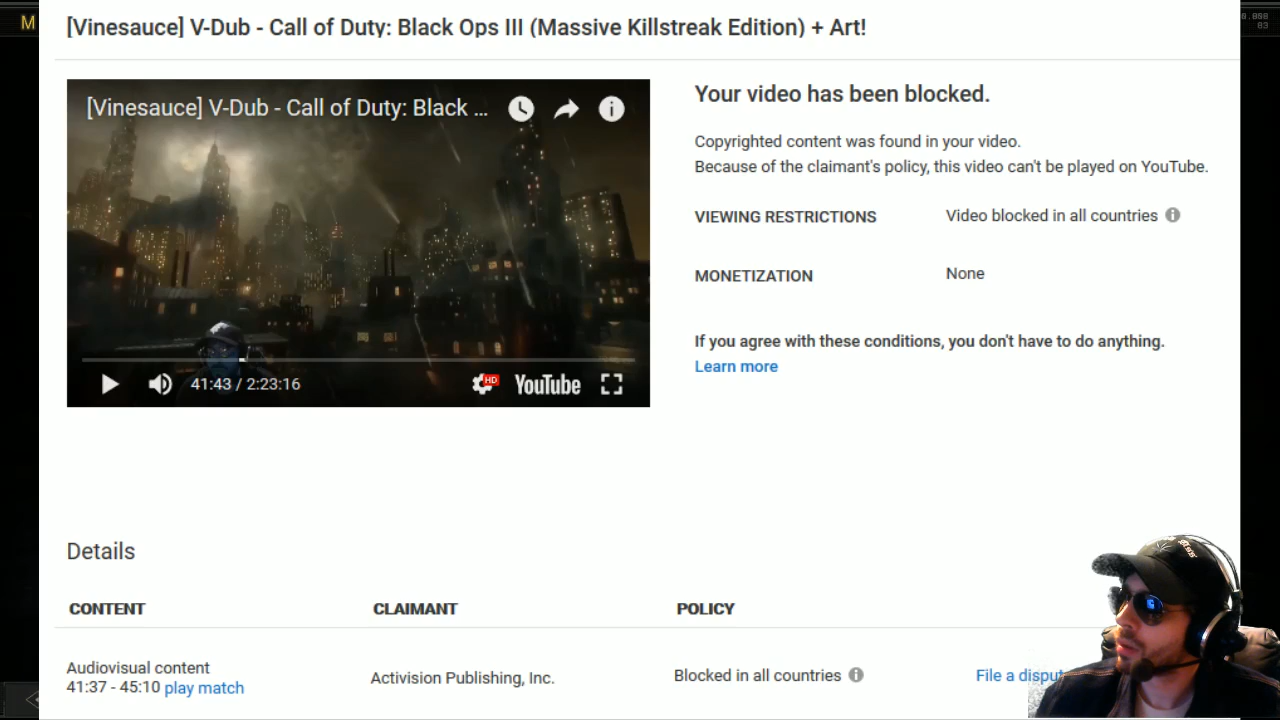 M
[Vinesauce] V-Dub - Call of Duty: Black Ops III (Massive Killstreak Edition) + Art!
[Vinesauce] V-Dub - Call of Duty: Black ...
41:43 / 2:23:16
HD
YouTube
Your video has been blocked.
Copyrighted content was found in your video.
Because of the claimant's policy, this video can't be played on YouTube.
VIEWING RESTRICTIONS
Video blocked in all countries
MONETIZATION
None
If you agree with these conditions, you don't have to do anything.
Learn more
Details
CONTENT
CLAIMANT
POLICY
Audiovisual content
41:37 - 45:10 play match
Activision Publishing, Inc.
Blocked in all countries
File a disput